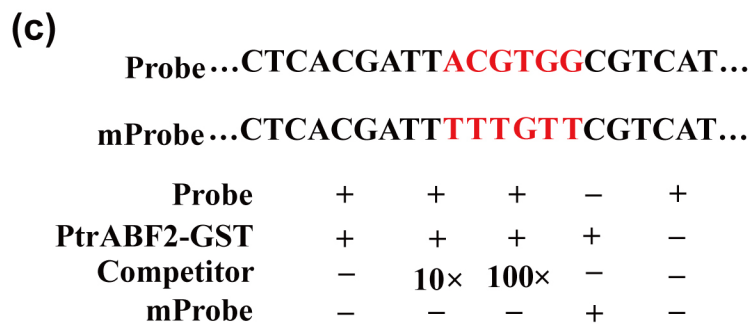 (c)
Probe ...CTCACGATTACGTGGCGTCAT...
mProbe ...CTCACGATTTTTGTTCGTCAT...
Probe + + + − +
PtrABF2-GST + + + + −
Competitor − 10× 100× − −
mProbe − − − + −